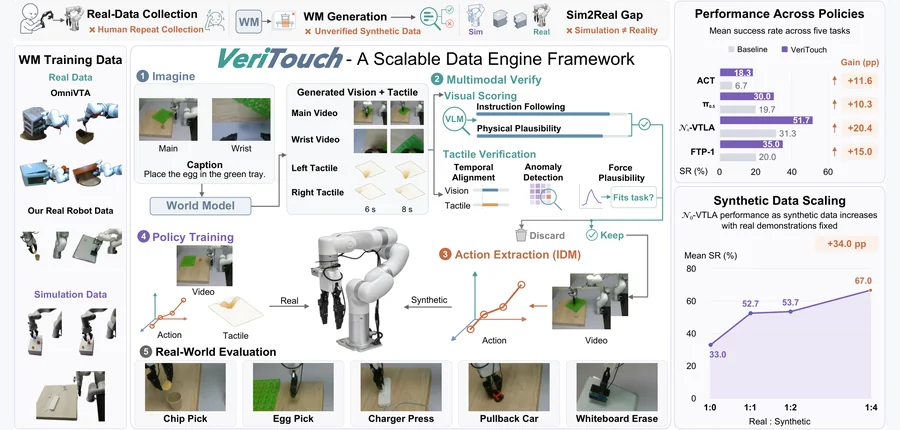 Real-Data Collection
Human Repeat Collection
WM
WM Generation
Unverified Synthetic Data
Sim
Real
Sim2Real Gap
Simulation ≠ Reality
WM Training Data
Real Data
OmniVTA
Our Real Robot Data
Simulation Data
VeriTouch - A Scalable Data Engine Framework
1 Imagine
Main
Wrist
Caption
Place the egg in the green tray.
World Model
Generated Vision + Tactile
Main Video
Wrist Video
Left Tactile
Right Tactile
6 s
8 s
2 Multimodal Verify
Visual Scoring
VLM
Instruction Following
Physical Plausibility
Tactile Verification
Temporal
Alignment
Vision
Tactile
Anomaly
Detection
Force
Plausibility
Fits task?
Discard
Keep
3 Action Extraction (IDM)
Action
Video
4 Policy Training
Video
Action
Tactile
Real
Synthetic
5 Real-World Evaluation
Chip Pick
Egg Pick
Charger Press
Pullback Car
Whiteboard Erase
Performance Across Policies
Mean success rate across five tasks
Baseline
VeriTouch
Gain (pp)
ACT
18.3
6.7
+11.6
π₀.₅
30.0
19.7
+10.3
𝒩₀-VTLA
51.7
31.3
+20.4
FTP-1
35.0
20.0
+15.0
SR (%)
0
20
40
60
Synthetic Data Scaling
𝒩₀-VTLA performance as synthetic data increases
with real demonstrations fixed
+34.0 pp
Mean SR (%)
80
60
40
20
0
33.0
52.7
53.7
67.0
1:0
1:1
1:2
1:4
Real : Synthetic